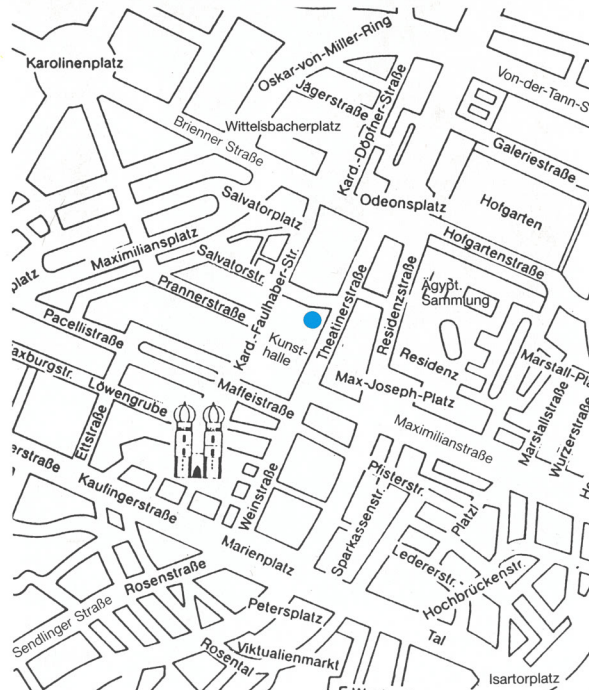 Karolinenplatz
Oskar-von-Miller-Ring
Von-der-Tann-S
Jägerstraße
Kard.-Döpfner-Straße
Wittelsbacherplatz
Brienner Straße
Galeriestraße
Odeonsplatz
Hofgarten
Salvatorplatz
Maximiliansplatz
Hofgartenstraße
Salvatorstr.
platz
Prannerstraße
Kard.-Faulhaber-Str.
Theatinerstraße
Residenzstraße
Ägypt.
Sammlung
Pacellistraße
Kunst-
halle
Residenz
Marstall-Pla
axburgstr.
Löwengrube
Maffeistraße
Max-Joseph-Platz
Marstallstraße
Wurzerstraße
Ettstraße
Maximilianstraße
erstraße
Kaufingerstraße
Weinstraße
Pfisterstr.
Platzl
Sparkassenstr.
Marienplatz
Ledererstr.
Hochbrückenstr.
Rosenstraße
Sendlinger Straße
Petersplatz
Tal
Rosental
Viktualienmarkt
Isartorplatz